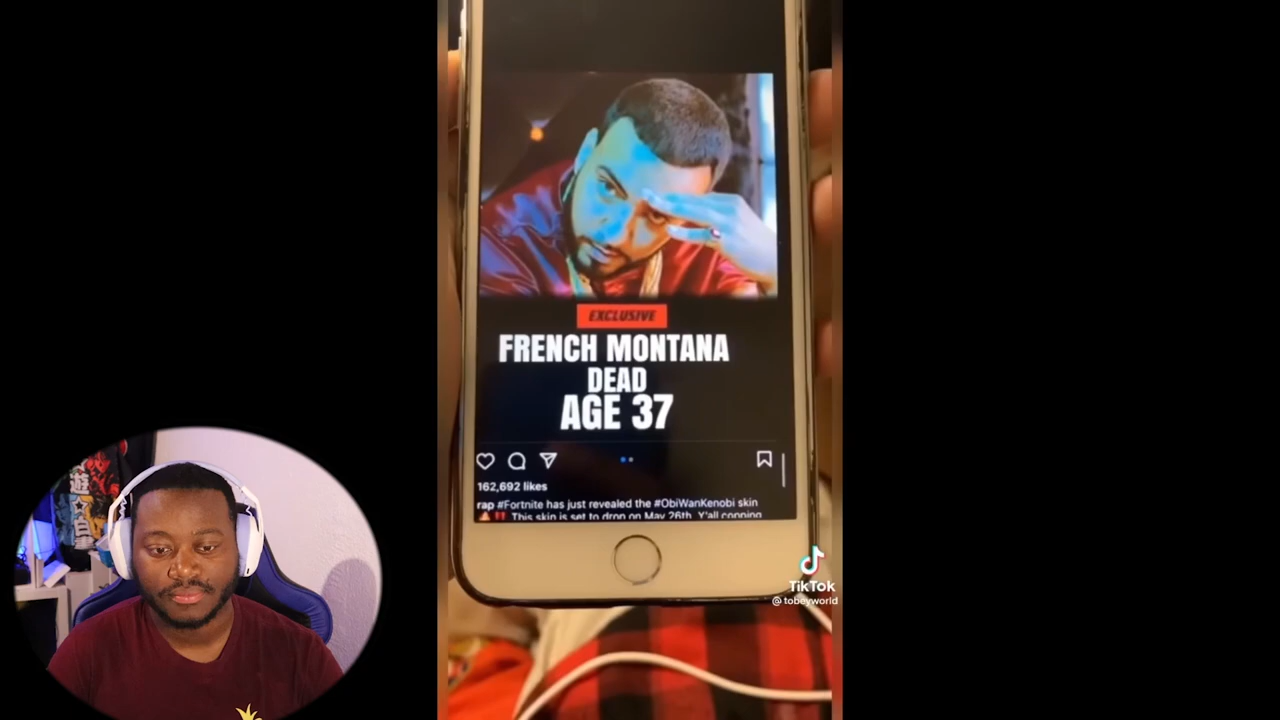 EXCLUSIVE
FRENCH MONTANA
DEAD
AGE 37
162,692 likes
rap #Fortnite has just revealed the #ObiWanKenobi skin
This skin is set to drop on May 26th. Y'all copping
TikTok
@tobeyworld